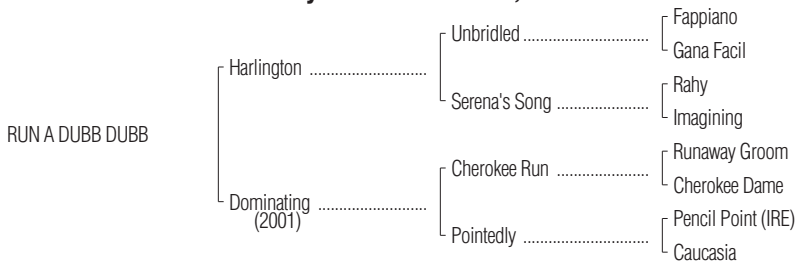 Fappiano
Unbridled
Gana Facil
Harlington
Rahy
Serena's Song
Imagining
RUN A DUBB DUBB
Runaway Groom
Cherokee Run
Cherokee Dame
Dominating
(2001)
Pencil Point (IRE)
Pointedly
Caucasia